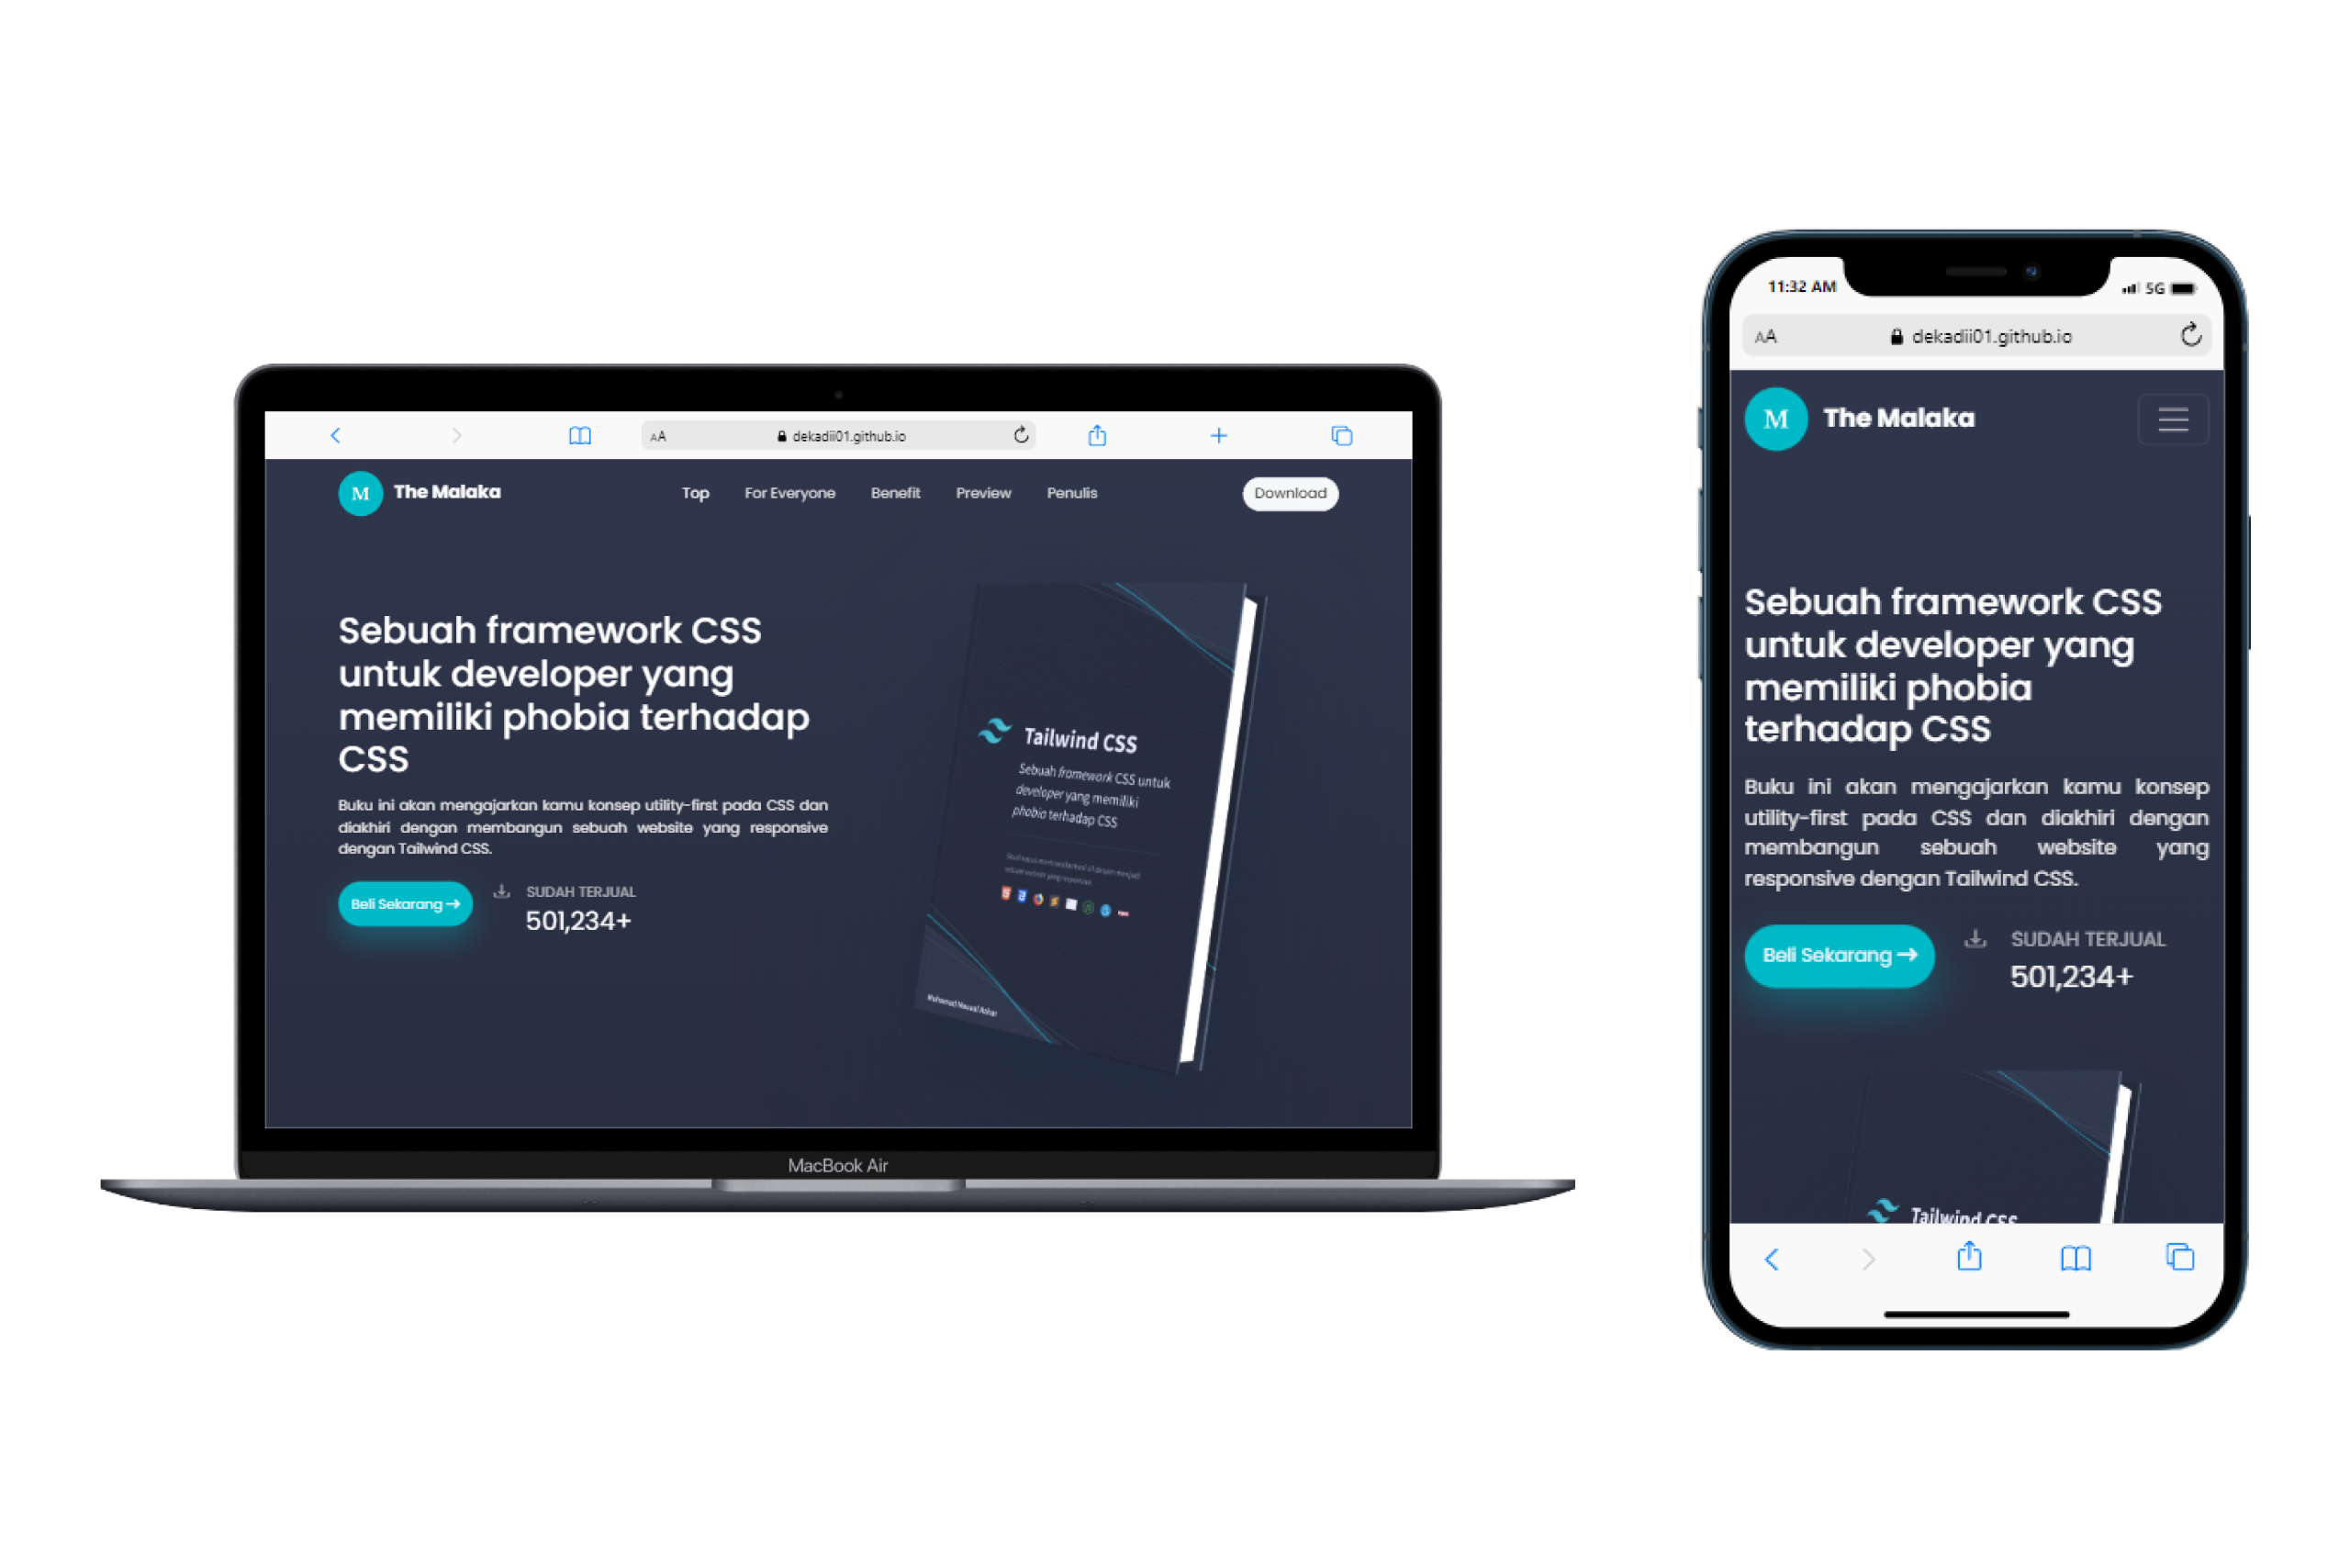 AA
dekadii01.github.io
M
The Malaka
Top
For Everyone
Benefit
Preview
Penulis
Download
Sebuah framework CSS
untuk developer yang
memiliki phobia terhadap
CSS
Buku ini akan mengajarkan kamu konsep utility-first pada CSS dan
diakhiri dengan membangun sebuah website yang responsive
dengan Tailwind CSS.
Beli Sekarang →
SUDAH TERJUAL
501,234+
Tailwind CSS
Sebuah framework CSS untuk
developer yang memiliki
phobia terhadap CSS
MacBook Air
11:32 AM
5G
AA
dekadii01.github.io
M
The Malaka
Sebuah framework CSS
untuk developer yang
memiliki phobia
terhadap CSS
Buku ini akan mengajarkan kamu konsep
utility-first pada CSS dan diakhiri dengan
membangun sebuah website yang
responsive dengan Tailwind CSS.
Beli Sekarang →
SUDAH TERJUAL
501,234+
Tailwind CSS